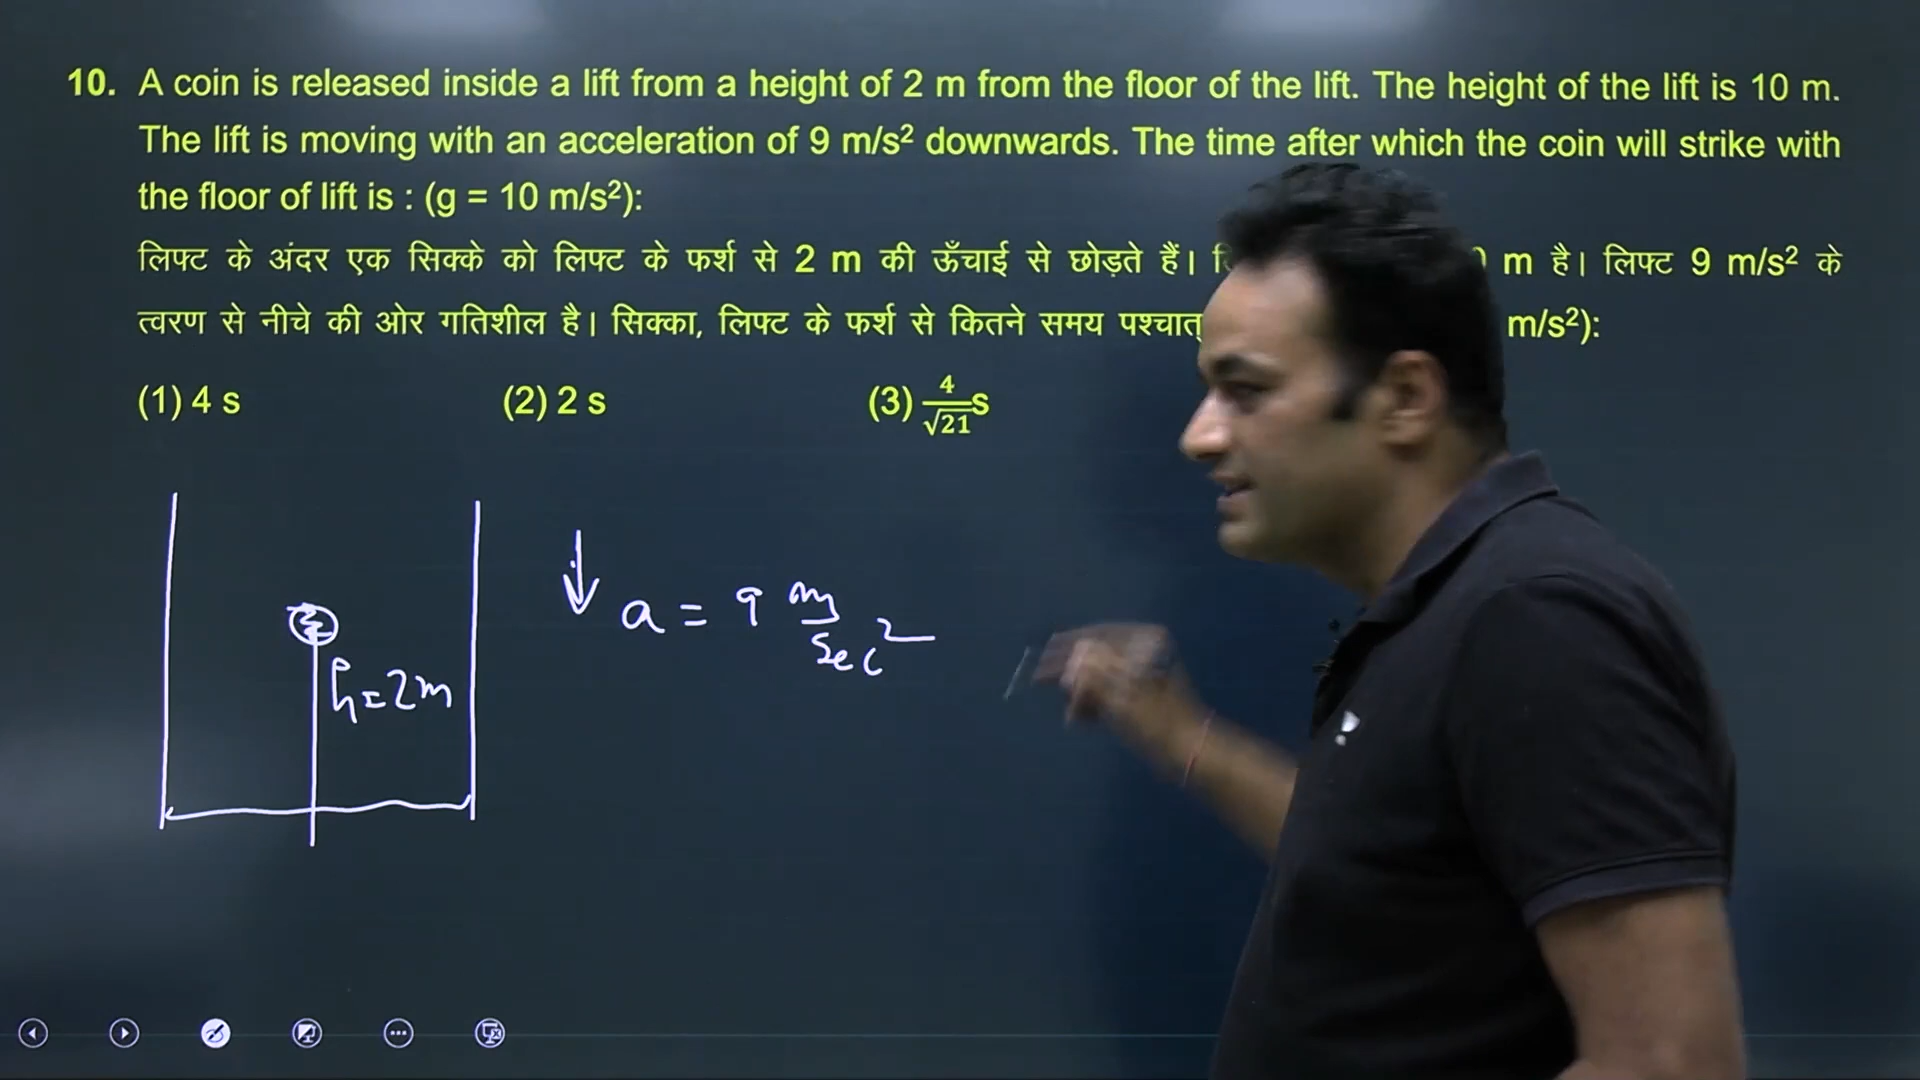 10. A coin is released inside a lift from a height of 2 m from the floor of the lift. The height of the lift is 10 m.
The lift is moving with an acceleration of 9 m/s² downwards. The time after which the coin will strike with
the floor of lift is : (g = 10 m/s²):
लिफ्ट के अंदर एक सिक्के को लिफ्ट के फर्श से 2 m की ऊँचाई से छोड़ते हैं। m है। लिफ्ट 9 m/s² के
त्वरण से नीचे की ओर गतिशील है। सिक्का, लिफ्ट के फर्श से कितने समय पश्चात् m/s²):
(1) 4 s (2) 2 s (3) 4/√21 s
a = 9 m/sec²
h=2m